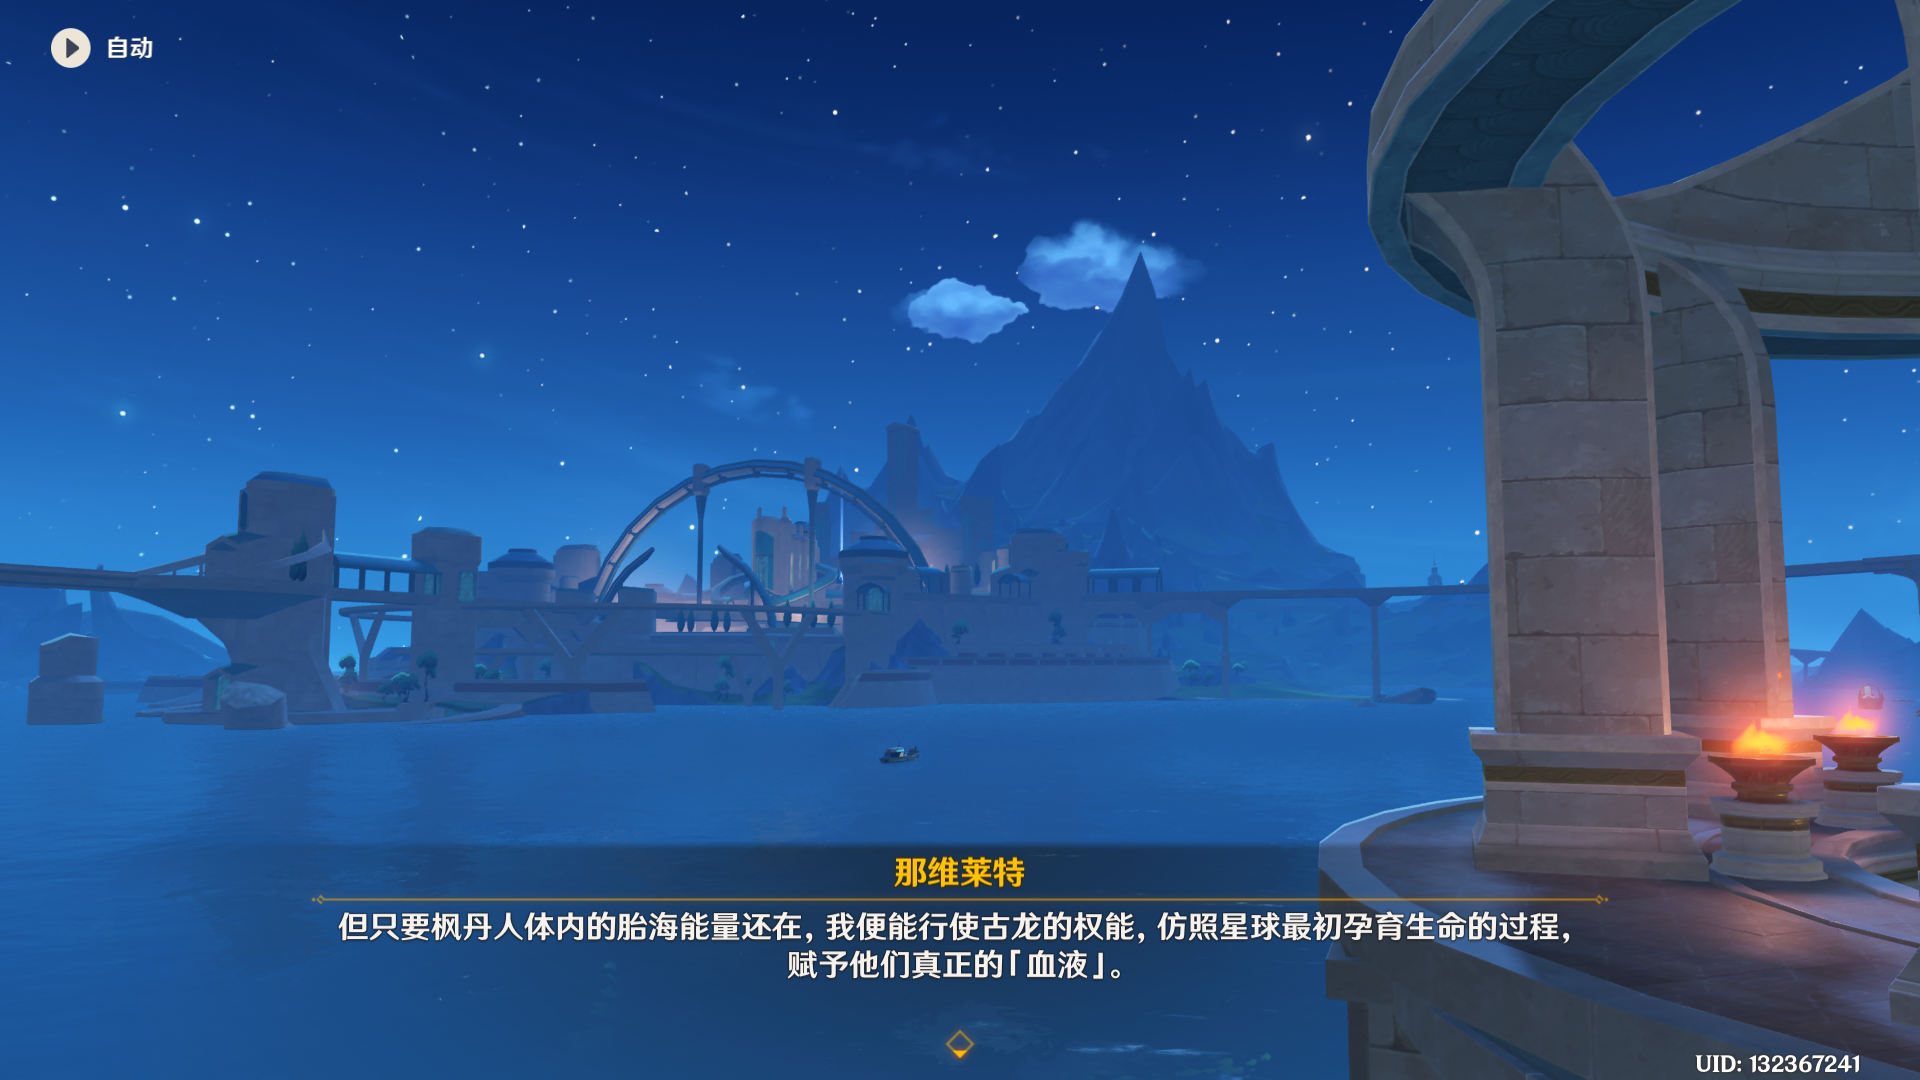 自动
那维莱特
但只要枫丹人体内的胎海能量还在, 我便能行使古龙的权能, 仿照星球最初孕育生命的过程,
赋予他们真正的「血液」。
UID: 132367241